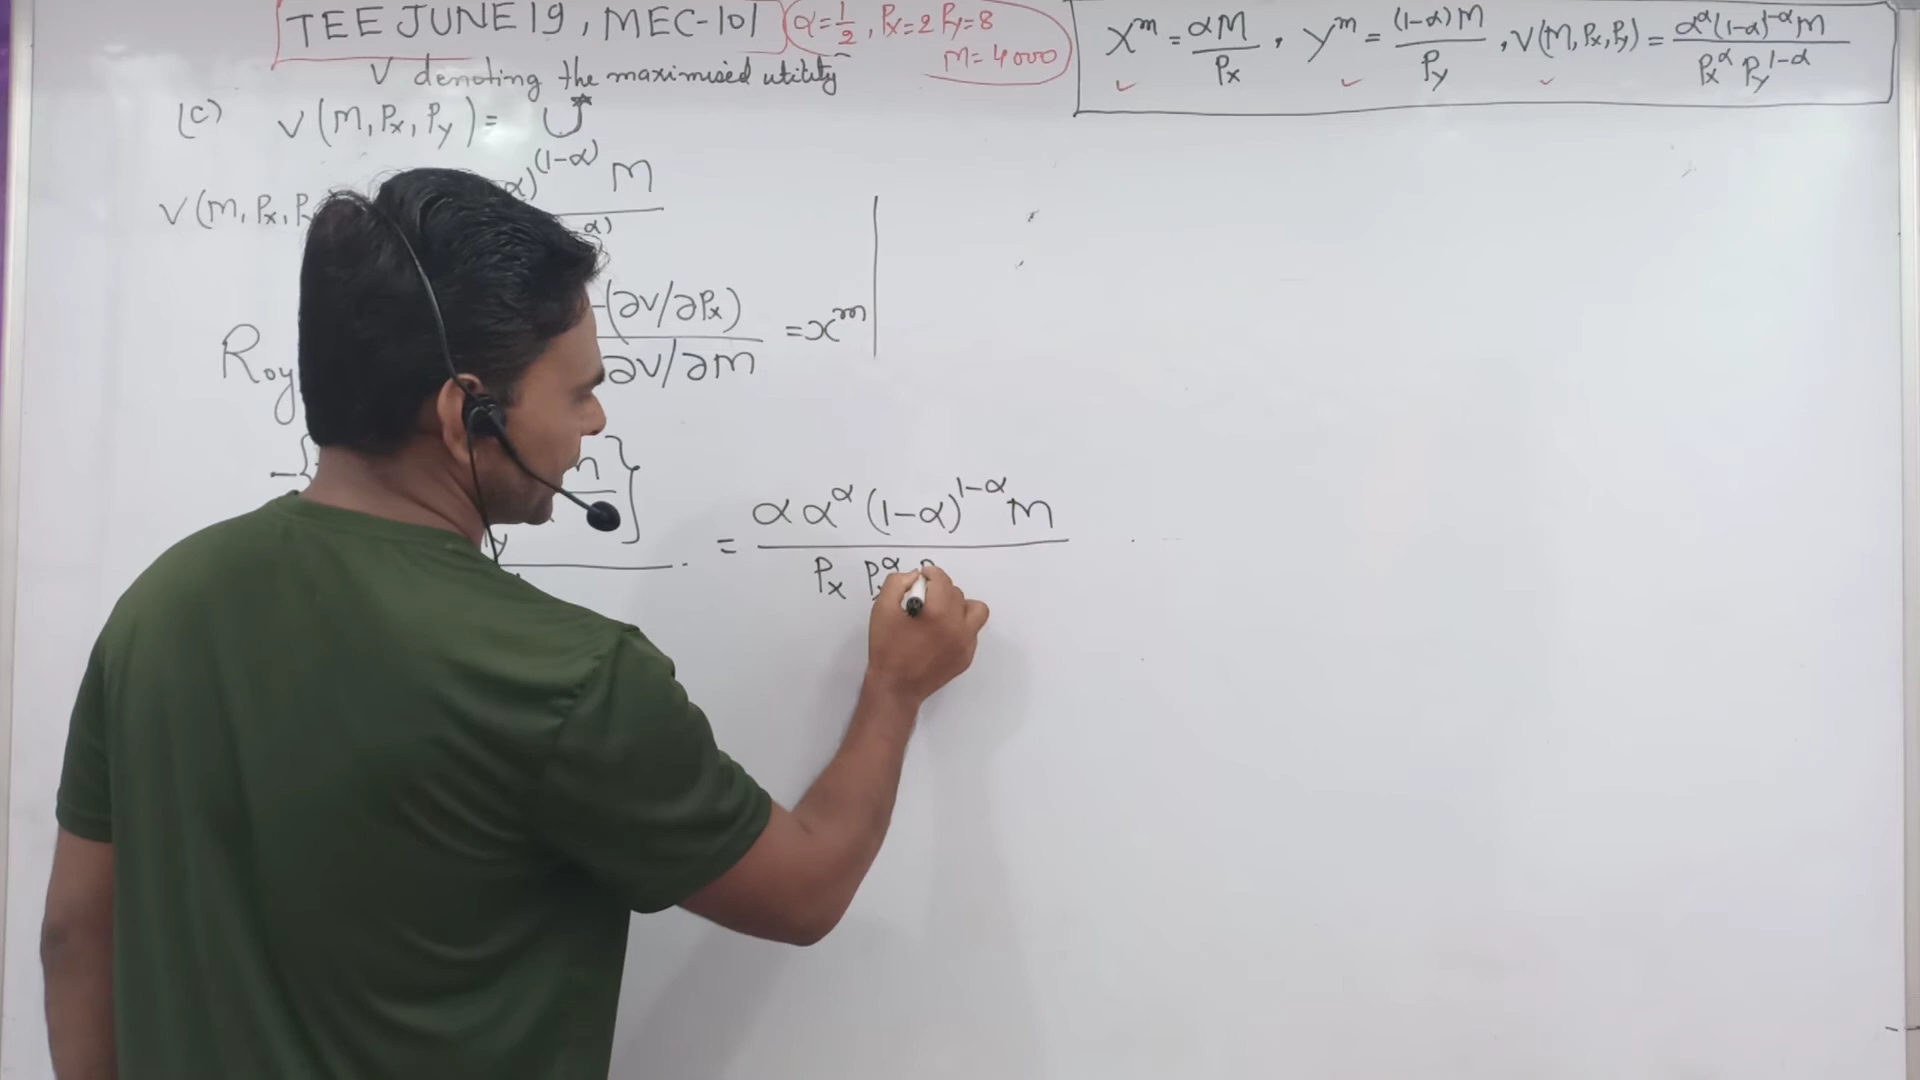 TEE JUNE 19, MEC-101
α=1/2, Px=2 Py=8
M=4000
V denoting the maximised utility
X^m = αM/Px, Y^m = (1-α)M/Py, V(M,Px,Py) = α^α(1-α)^1-α M / Px^α Py^1-α
(c) V(M,Px,Py) = U*
V(M,Px,P
α)^(1-α) M
α)
Roy
-(∂V/∂Px)/∂V/∂M = x^m
-{
}
y
= α α^α (1-α)^1-α M / Px Px^α